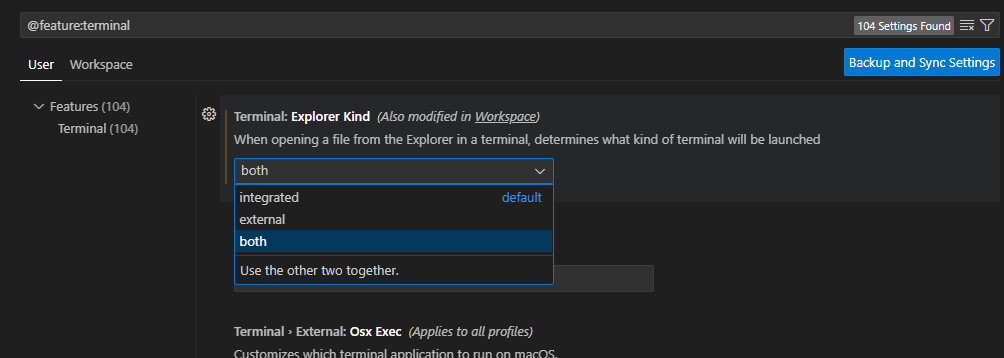 @feature:terminal
104 Settings Found
User Workspace
Backup and Sync Settings
Features (104)
Terminal (104)
Terminal: Explorer Kind (Also modified in Workspace)
When opening a file from the Explorer in a terminal, determines what kind of terminal will be launched
both
integrated default
external
both
Use the other two together.
Terminal › External: Osx Exec (Applies to all profiles)
Customizes which terminal application to run on macOS.